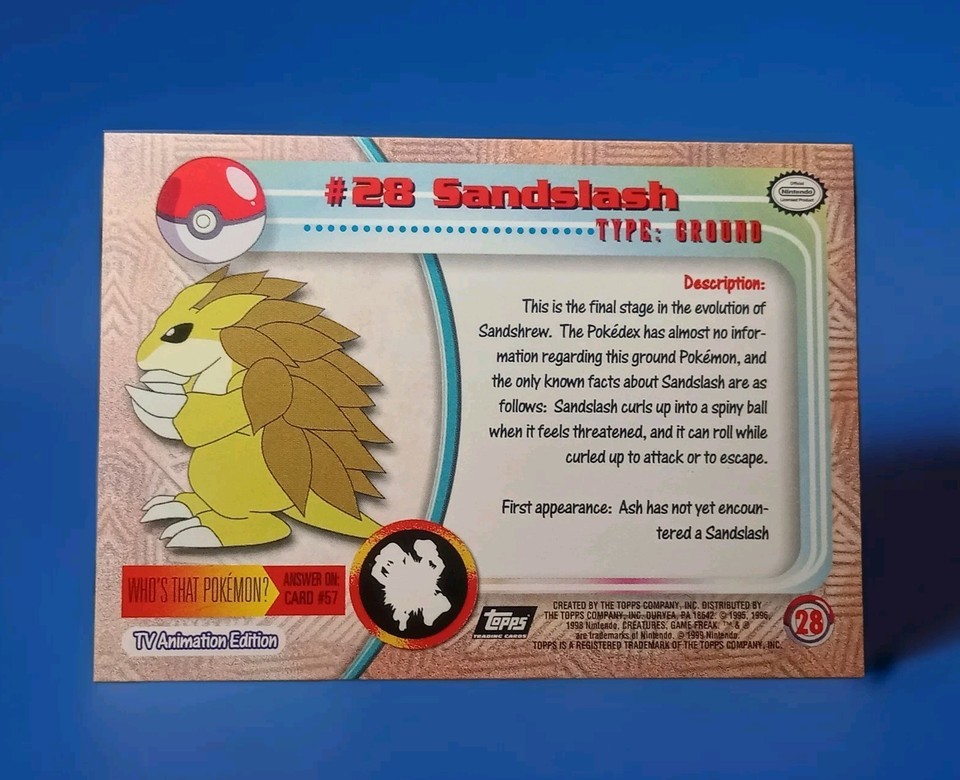 #28 Sandslash
TYPE: GROUND
Official
Nintendo
Licensed Product
Description:
This is the final stage in the evolution of
Sandshrew. The Pokédex has almost no infor-
mation regarding this ground Pokémon, and
the only known facts about Sandslash are as
follows: Sandslash curls up into a spiny ball
when it feels threatened, and it can roll while
curled up to attack or to escape.
First appearance: Ash has not yet encoun-
tered a Sandslash
WHO'S THAT POKÉMON?
ANSWER ON:
CARD #57
TV Animation Edition
Topps
TRADING CARDS
CREATED BY THE TOPPS COMPANY, INC. DISTRIBUTED BY
THE TOPPS COMPANY, INC. DURYEA, PA 18642. © 1995, 1996,
1998 Nintendo, CREATURES, GAME FREAK. ™ & ®
are trademarks of Nintendo. © 1999 Nintendo.
TOPPS IS A REGISTERED TRADEMARK OF THE TOPPS COMPANY, INC.
28